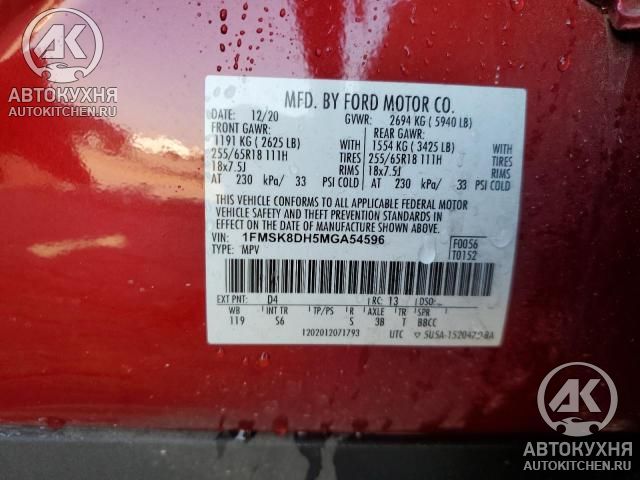 AK
АВТОКУХНЯ
AUTOKITCHEN.RU
MFD. BY FORD MOTOR CO.
DATE: 12/20 GVWR: 2694 KG ( 5940 LB)
FRONT GAWR: REAR GAWR:
1191 KG ( 2625 LB) WITH 1554 KG ( 3425 LB) WITH
255/65R18 111H TIRES 255/65R18 111H TIRES
18x7.5J RIMS 18x7.5J RIMS
AT 230 kPa/ 33 PSI COLD AT 230 kPa/ 33 PSI COLD
THIS VEHICLE CONFORMS TO ALL APPLICABLE FEDERAL MOTOR
VEHICLE SAFETY AND THEFT PREVENTION STANDARDS IN
EFFECT ON THE DATE OF MANUFACTURE SHOWN ABOVE.
VIN: 1FMSK8DH5MGA54596 F0056
TYPE: MPV T0152
EXT PNT: D4 RC: 13 DSO:
WB INT TR TP/PS R AXLE TR SPR
119 S6 S 3B T BBCC
1202012071793 UTC
AK
АВТОКУХНЯ
AUTOKITCHEN.RU